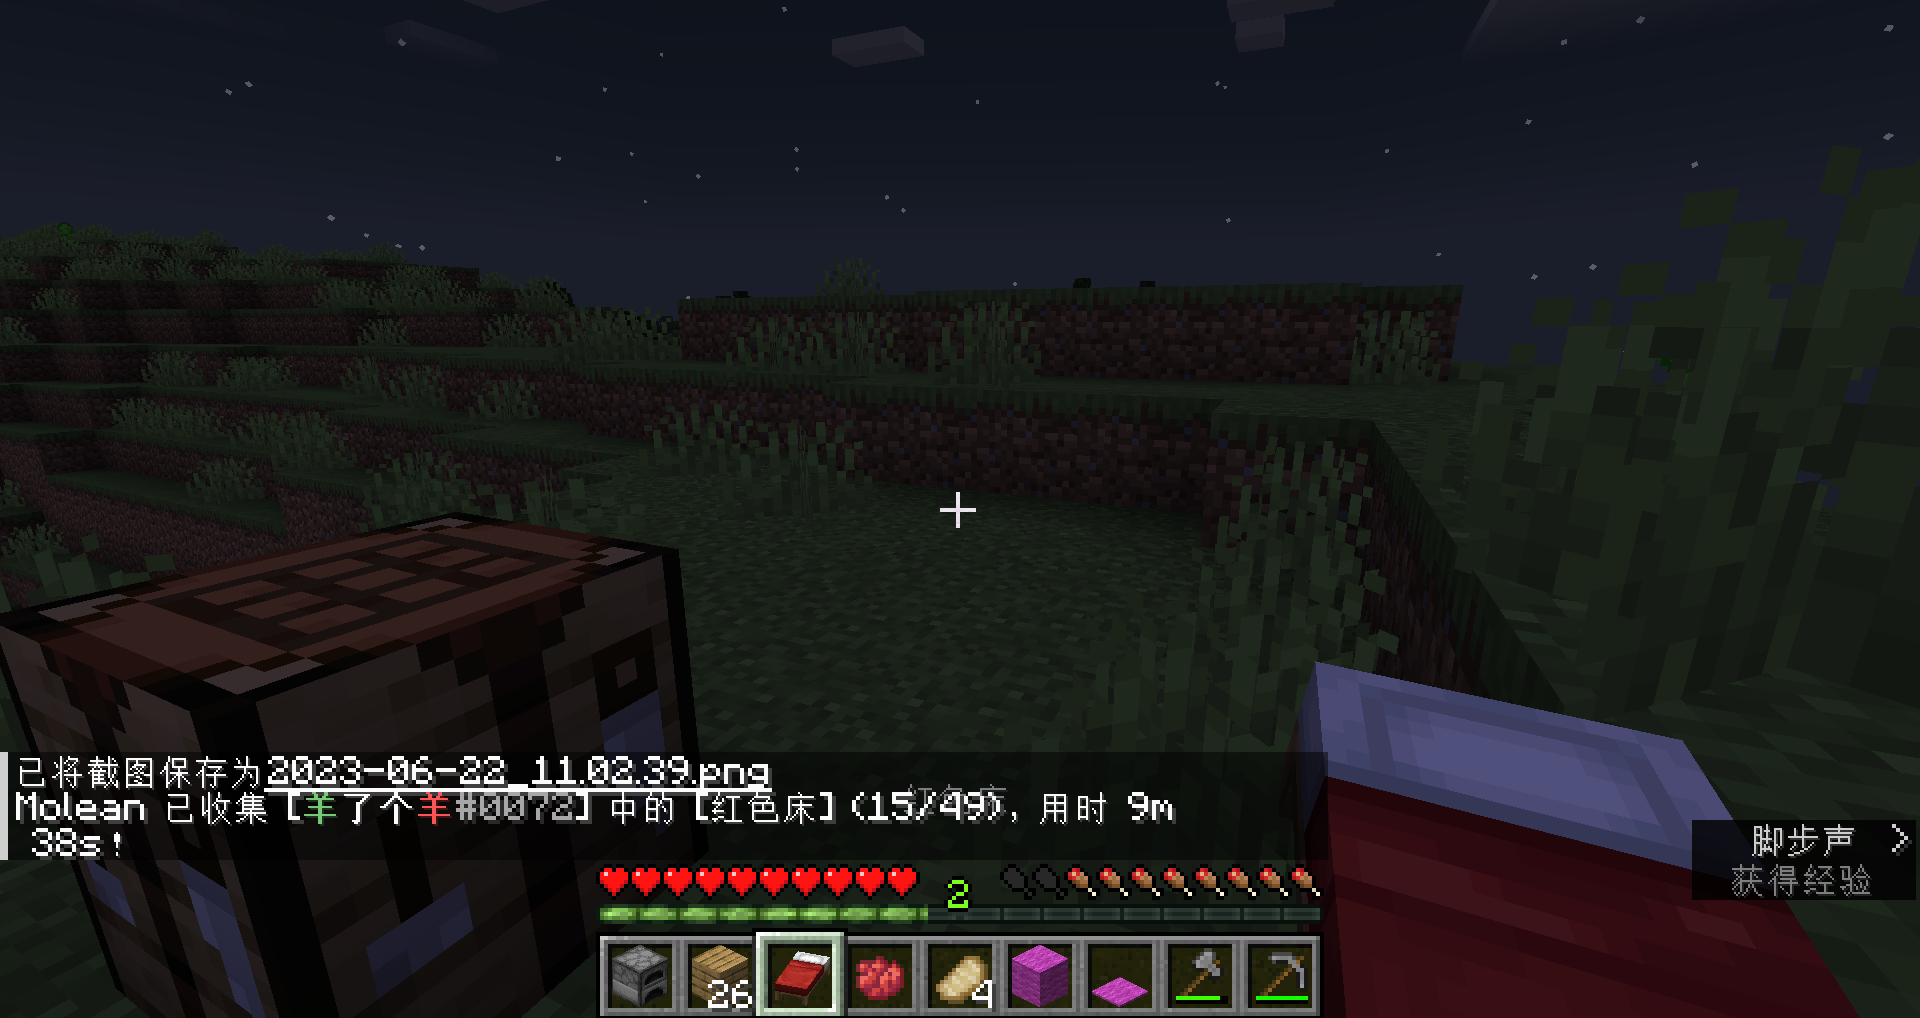 已将截图保存为2023-06-22_11.02.39.png
Molean 已收集 [羊了个羊#0072] 中的 [红色床] (15/49), 用时 9m
38s!
脚步声 >
获得经验
2
26
4